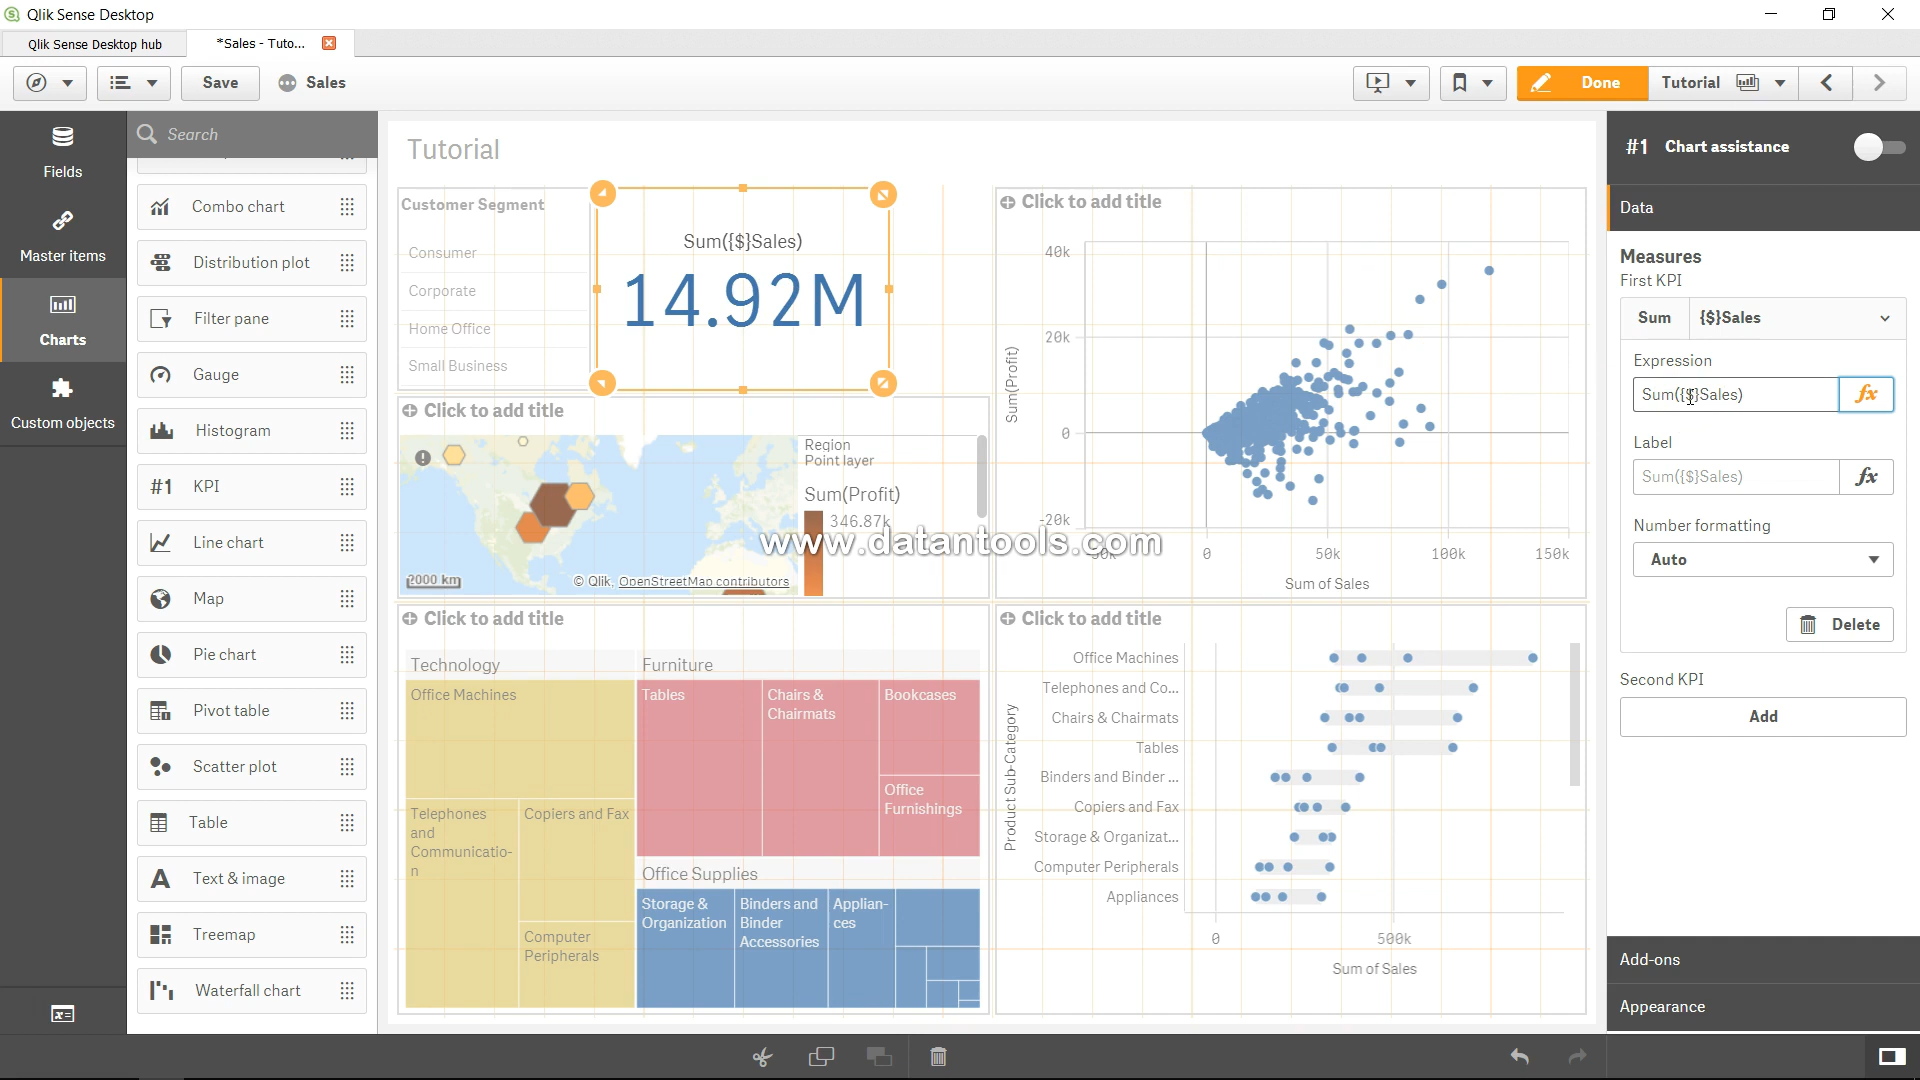 Qlik Sense Desktop
Qlik Sense Desktop hub
*Sales - Tuto...
Save
Sales
Done
Tutorial
Fields
Master items
Charts
Custom objects
Search
Combo chart
Distribution plot
Filter pane
Gauge
Histogram
#1 KPI
Line chart
Map
Pie chart
Pivot table
Scatter plot
Table
Text & image
Treemap
Waterfall chart
Tutorial
Customer Segment
Consumer
Corporate
Home Office
Small Business
Sum({$}Sales)
14.92M
Click to add title
Region
Point layer
Sum(Profit)
346.87k
2000 km
© Qlik, OpenStreetMap contributors
Click to add title
Sum(Profit)
40k
20k
0
-20k
0
50k
100k
150k
Sum of Sales
www.datantools.com
Click to add title
Technology
Office Machines
Telephones
and
Communicatio-
n
Copiers and Fax
Computer
Peripherals
Furniture
Tables
Chairs &
Chairmats
Bookcases
Office
Furnishings
Office Supplies
Storage &
Organization
Binders and
Binder
Accessories
Applian-
ces
Click to add title
Product Sub-Category
Office Machines
Telephones and Co...
Chairs & Chairmats
Tables
Binders and Binder ...
Copiers and Fax
Storage & Organizat...
Computer Peripherals
Appliances
0
500k
Sum of Sales
#1 Chart assistance
Data
Measures
First KPI
Sum {$}Sales
Expression
Sum({$}Sales)
fx
Label
Sum({$}Sales)
fx
Number formatting
Auto
Delete
Second KPI
Add
Add-ons
Appearance